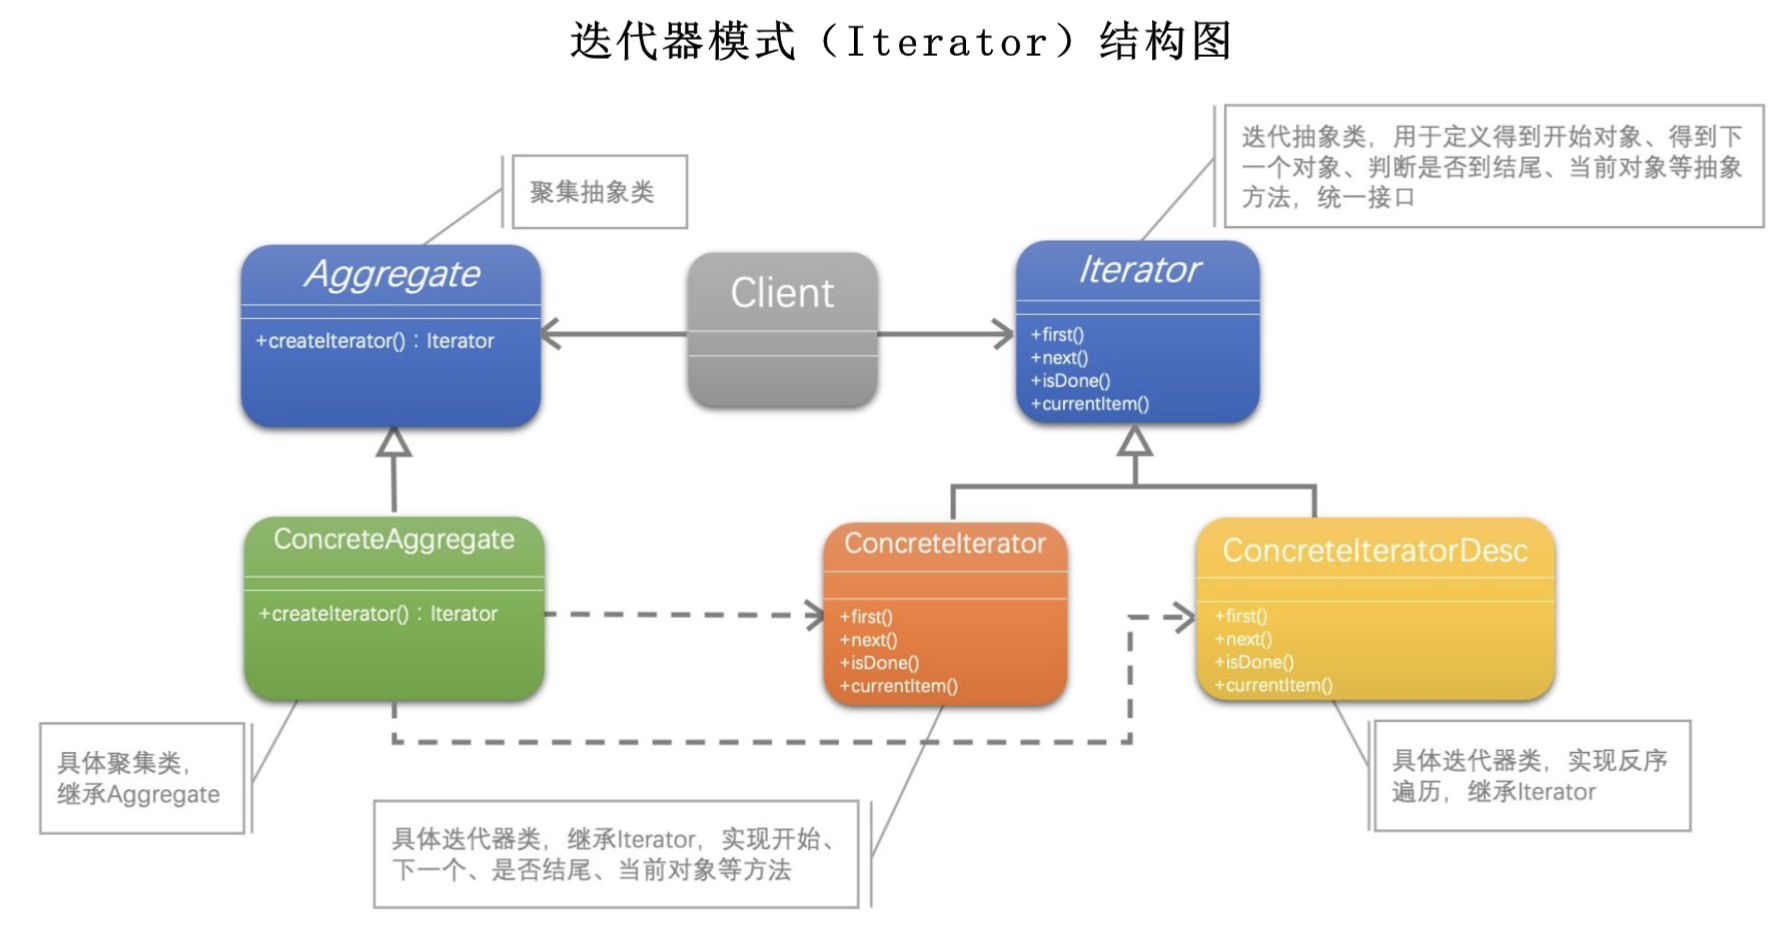 迭代器模式（Iterator）结构图
聚集抽象类
迭代抽象类，用于定义得到开始对象、得到下
一个对象、判断是否到结尾、当前对象等抽象
方法，统一接口
Aggregate
+createIterator()：Iterator
Client
Iterator
+first()
+next()
+isDone()
+currentItem()
ConcreteAggregate
+createIterator()：Iterator
ConcreteIterator
+first()
+next()
+isDone()
+currentItem()
ConcreteIteratorDesc
+first()
+next()
+isDone()
+currentItem()
具体聚集类，
继承Aggregate
具体迭代器类，继承Iterator，实现开始、
下一个、是否结尾、当前对象等方法
具体迭代器类，实现反序
遍历，继承Iterator